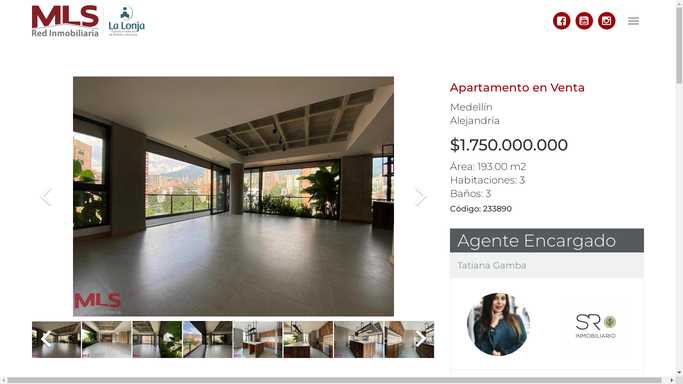 MLS
Red Inmobiliaria
La Lonja
Apartamento en Venta
Medellín
Alejandría
$1.750.000.000
Área: 193.00 m2
Habitaciones: 3
Baños: 3
Código: 233890
MLS
Agente Encargado
Tatiana Gamba
SR
INMOBILIARIO
MLS